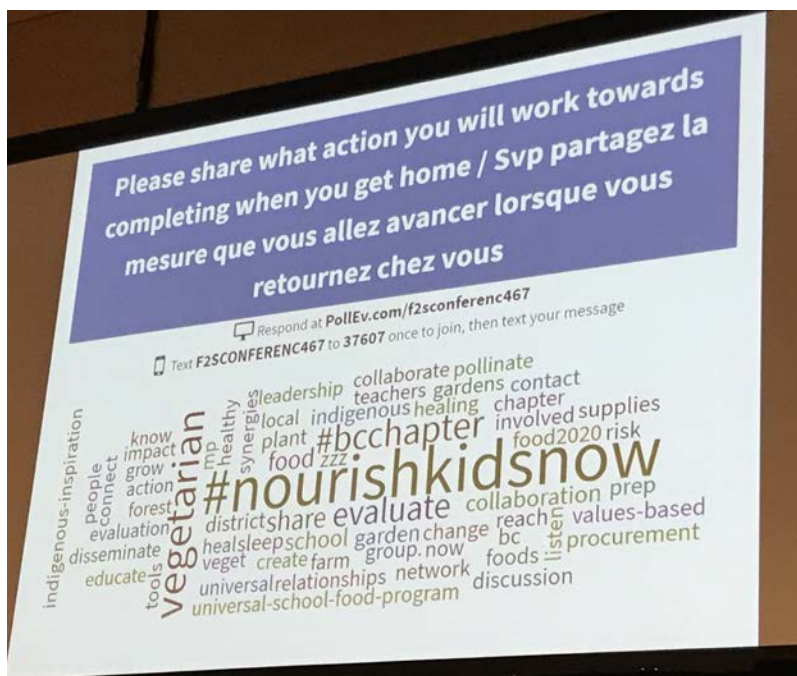 Please share what action you will work towards
completing when you get home / Svp partagez la
mesure que vous allez avancer lorsque vous
retournez chez vous
Respond at PollEv.com/f2sconferenc467
Text F2SCONFERENC467 to 37607 once to join, then text your message
collaborate pollinate
leadership teachers gardens contact
local indigenous healing chapter
plant #bcchapter involved supplies
food zzz food2020 risk
#nourishkidsnow
vegetarian
mp
healthy
synergies
indigenous-inspiration
people
connect
know
impact
grow
action
forest
evaluation
disseminate
educate
tools
district share evaluate collaboration prep
heal sleep school garden change reach listen values-based
veget create farm group. now bc foods procurement
universal relationships network discussion
universal-school-food-program